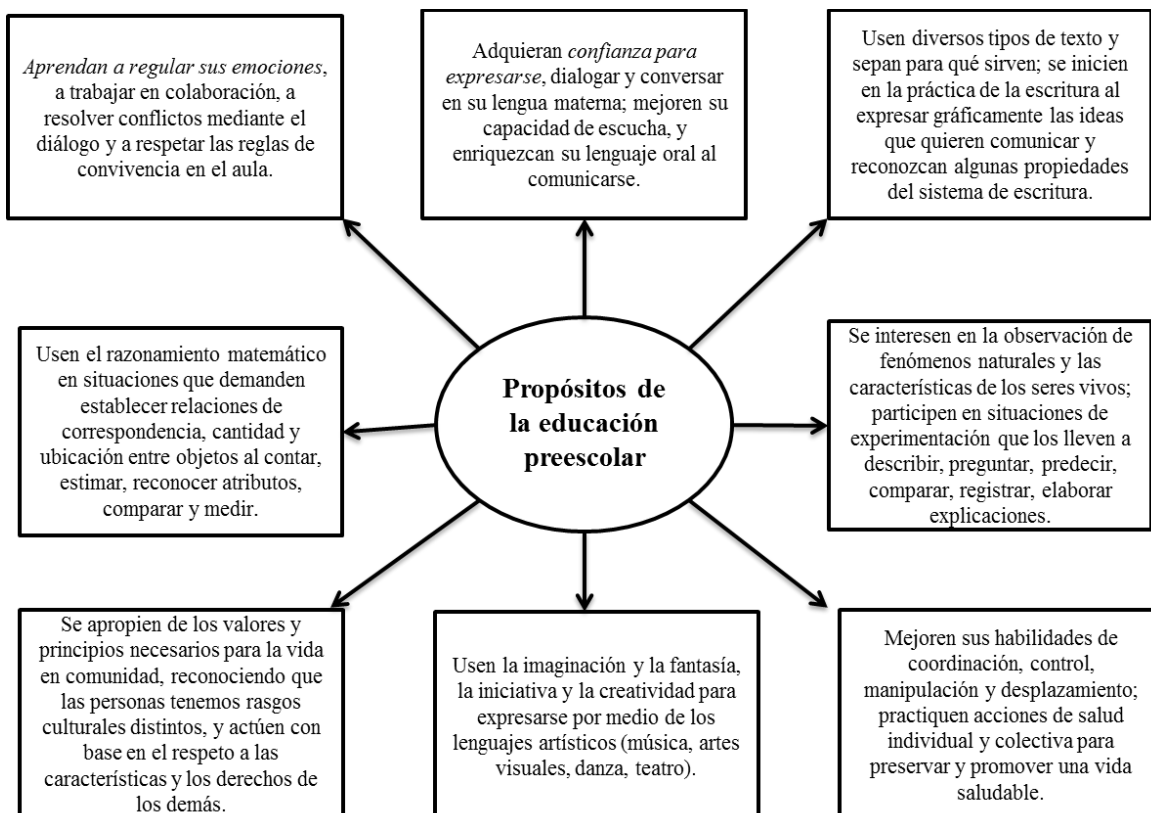 Aprendan a regular sus emociones,
a trabajar en colaboración, a
resolver conflictos mediante el
diálogo y a respetar las reglas de
convivencia en el aula.
Adquieran confianza para
expresarse, dialogar y conversar
en su lengua materna; mejoren su
capacidad de escucha, y
enriquezcan su lenguaje oral al
comunicarse.
Usen diversos tipos de texto y
sepan para qué sirven; se inicien
en la práctica de la escritura al
expresar gráficamente las ideas
que quieren comunicar y
reconozcan algunas propiedades
del sistema de escritura.
Usen el razonamiento matemático
en situaciones que demanden
establecer relaciones de
correspondencia, cantidad y
ubicación entre objetos al contar,
estimar, reconocer atributos,
comparar y medir.
Propósitos de
la educación
preescolar
Se interesen en la observación de
fenómenos naturales y las
características de los seres vivos;
participen en situaciones de
experimentación que los lleven a
describir, preguntar, predecir,
comparar, registrar, elaborar
explicaciones.
Se apropien de los valores y
principios necesarios para la vida
en comunidad, reconociendo que
las personas tenemos rasgos
culturales distintos, y actúen con
base en el respeto a las
características y los derechos de
los demás.
Usen la imaginación y la fantasía,
la iniciativa y la creatividad para
expresarse por medio de los
lenguajes artísticos (música, artes
visuales, danza, teatro).
Mejoren sus habilidades de
coordinación, control,
manipulación y desplazamiento;
practiquen acciones de salud
individual y colectiva para
preservar y promover una vida
saludable.